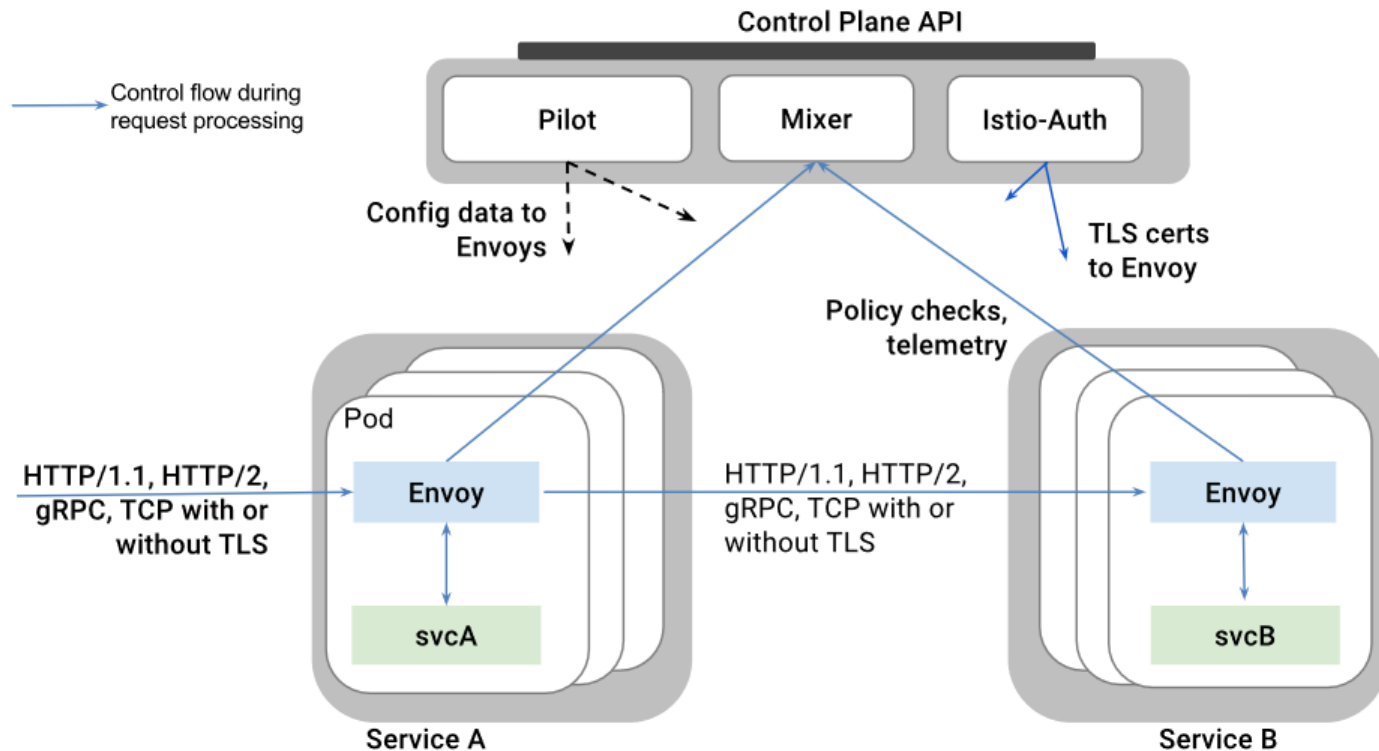 Control Plane API
Control flow during
request processing
Pilot
Mixer
Istio-Auth
Config data to
Envoys
TLS certs
to Envoy
Policy checks,
telemetry
Pod
HTTP/1.1, HTTP/2,
gRPC, TCP with or
without TLS
Envoy
svcA
Service A
HTTP/1.1, HTTP/2,
gRPC, TCP with or
without TLS
Envoy
svcB
Service B